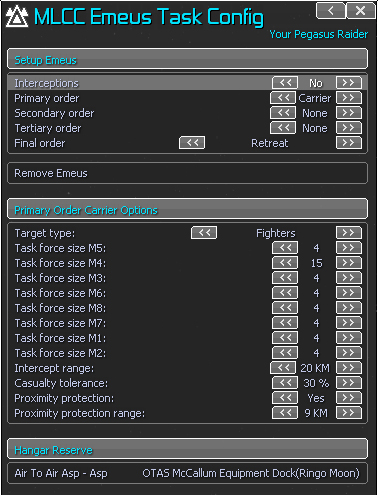 MLCC Emeus Task Config
Your Pegasus Raider
Setup Emeus
Interceptions << No >>
Primary order << Carrier >>
Secondary order << None >>
Tertiary order << None >>
Final order << Retreat >>
Remove Emeus
Primary Order Carrier Options
Target type: << Fighters >>
Task force size M5: << 4 >>
Task force size M4: << 15 >>
Task force size M3: << 4 >>
Task force size M6: << 4 >>
Task force size M8: << 4 >>
Task force size M7: << 4 >>
Task force size M1: << 4 >>
Task force size M2: << 4 >>
Intercept range: << 20 KM >>
Casualty tolerance: << 30 % >>
Proximity protection: << Yes >>
Proximity protection range: << 9 KM >>
Hangar Reserve
Air To Air Asp - Asp OTAS McCallum Equipment Dock(Ringo Moon)